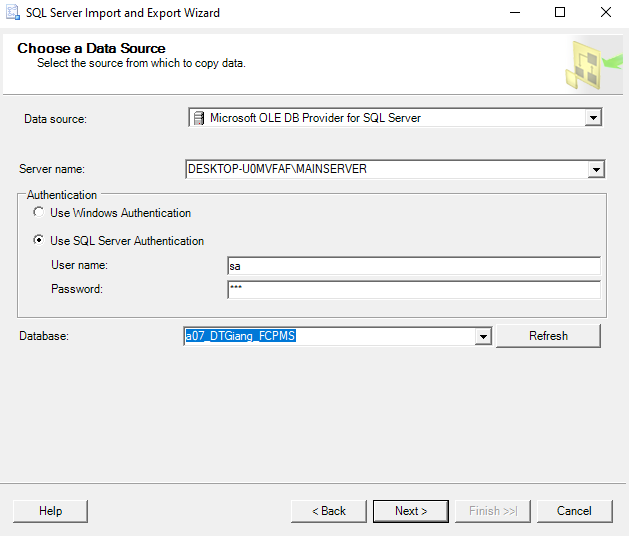 SQL Server Import and Export Wizard
Choose a Data Source
Select the source from which to copy data.
Data source:
Microsoft OLE DB Provider for SQL Server
Server name:
DESKTOP-U0MVFAF\MAINSERVER
Authentication
Use Windows Authentication
Use SQL Server Authentication
User name:
sa
Password:
***
Database:
a07_DTGiang_FCPMS
Refresh
Help
< Back
Next >
Finish >>|
Cancel